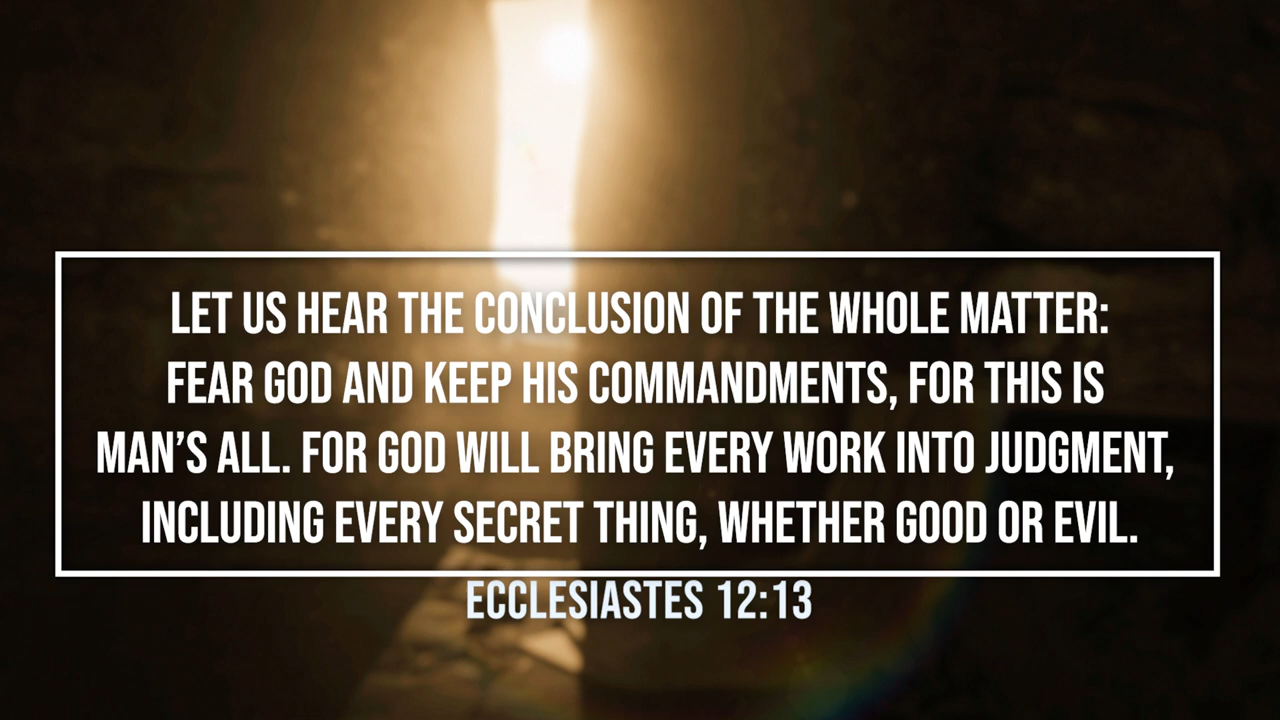 LET US HEAR THE CONCLUSION OF THE WHOLE MATTER:
FEAR GOD AND KEEP HIS COMMANDMENTS, FOR THIS IS
MAN’S ALL. FOR GOD WILL BRING EVERY WORK INTO JUDGMENT,
INCLUDING EVERY SECRET THING, WHETHER GOOD OR EVIL.
ECCLESIASTES 12:13